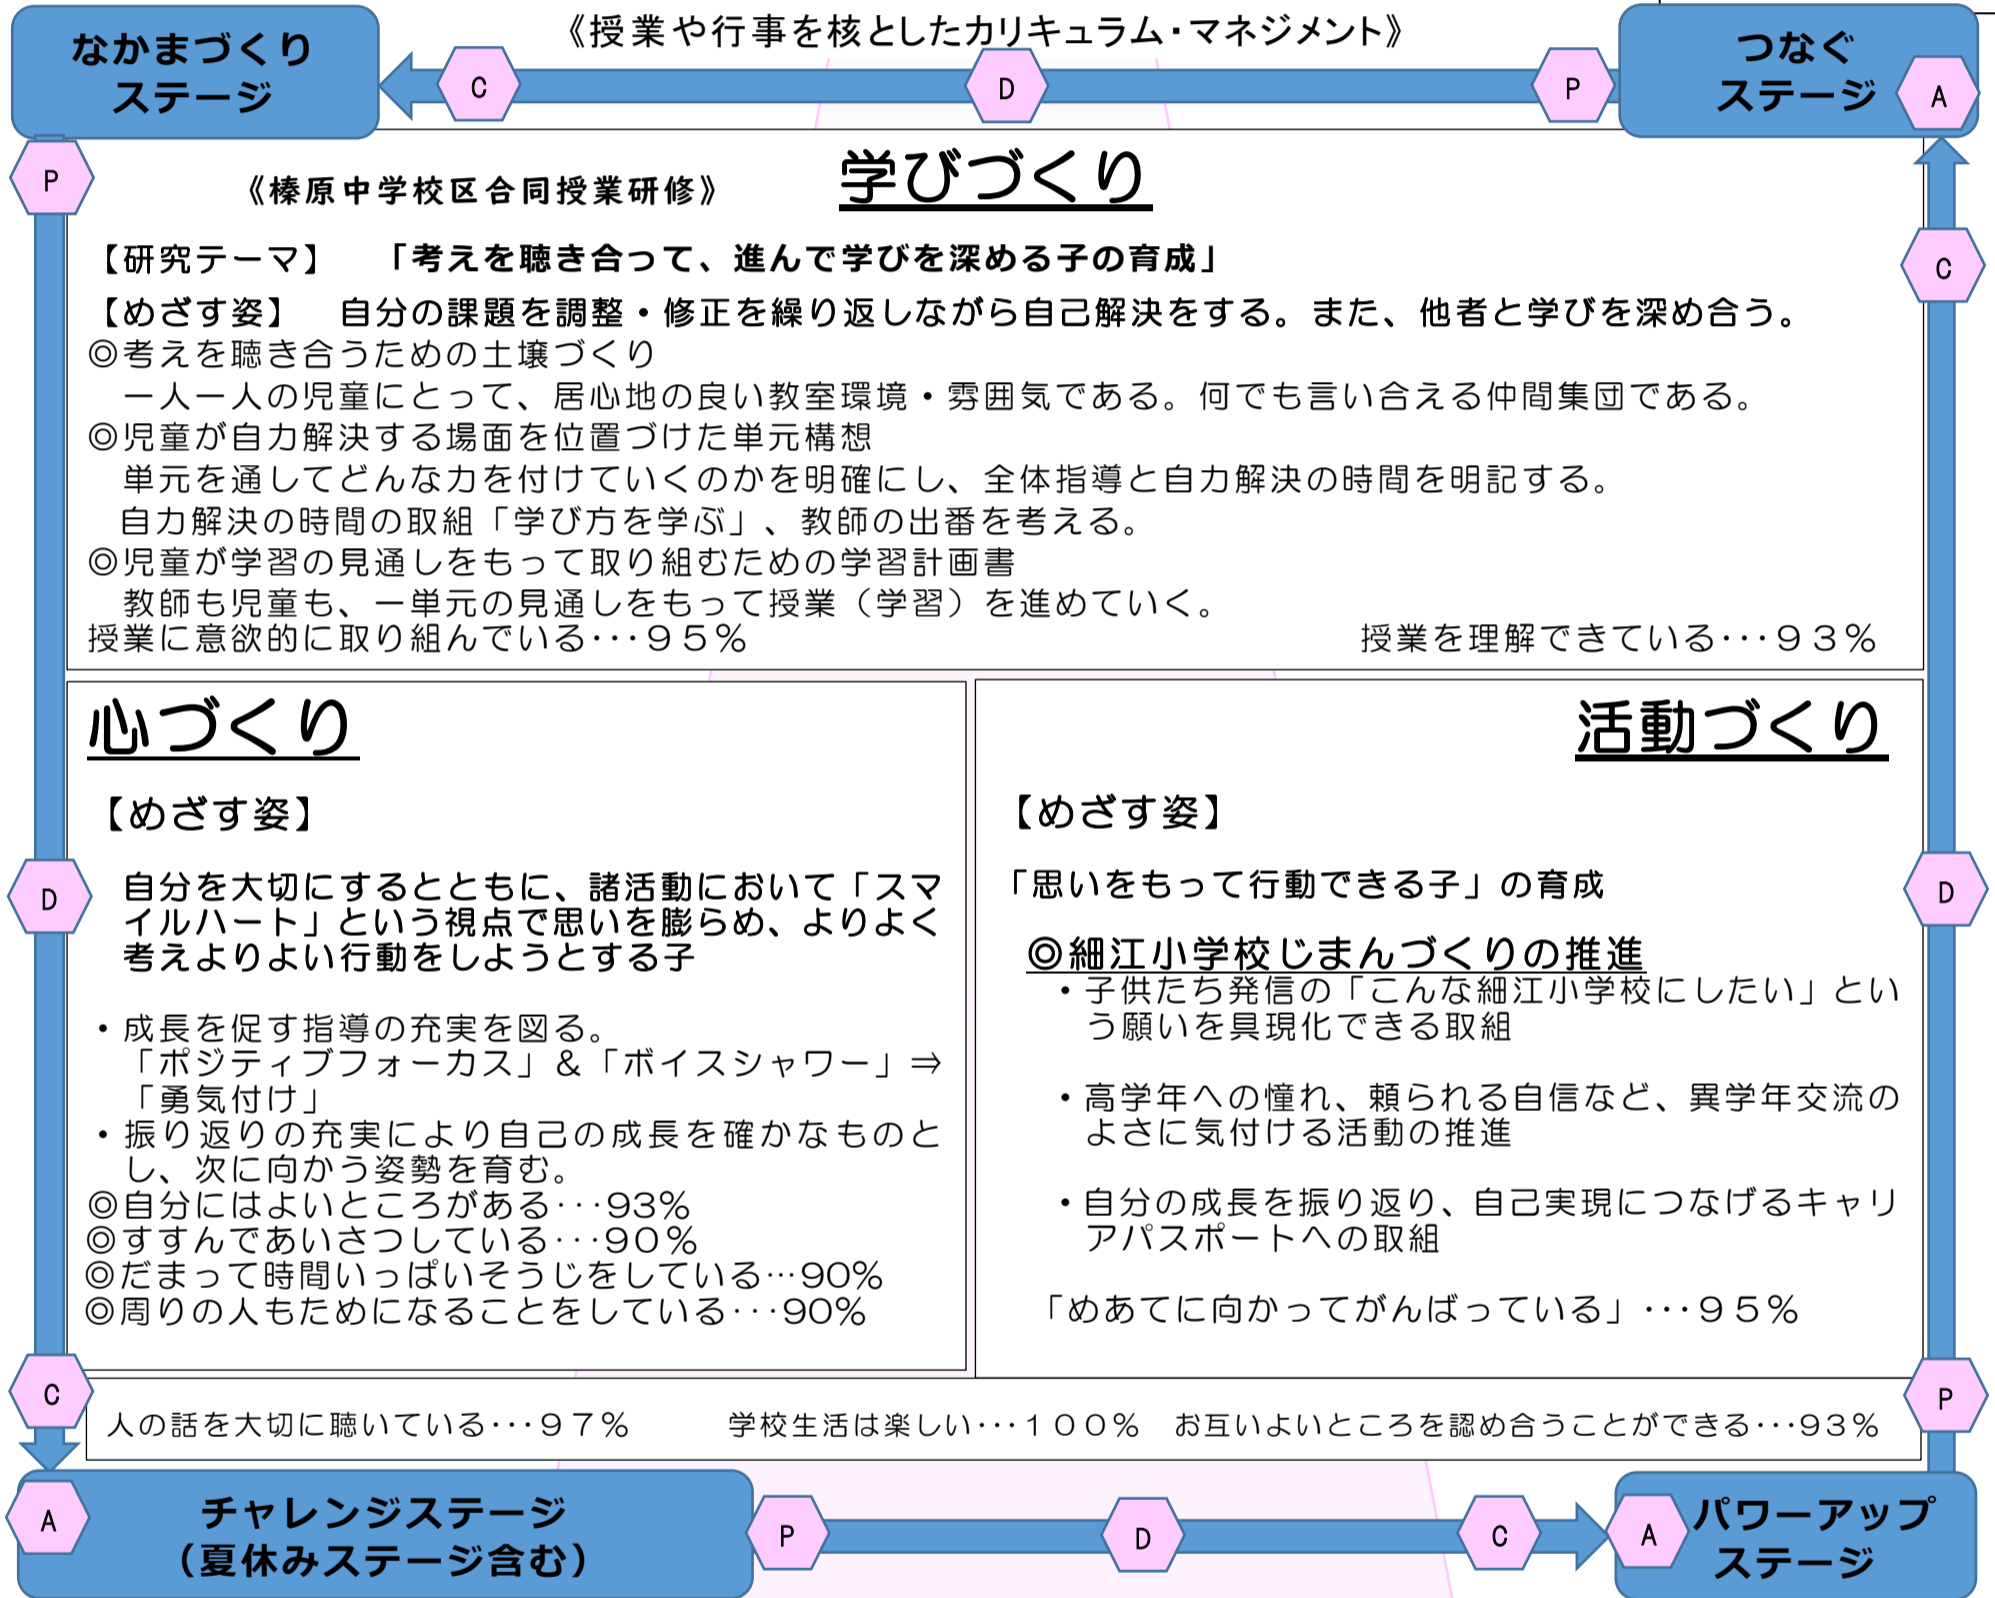 《授業や行事を核としたカリキュラム・マネジメント》
なかまづくり
ステージ
C
D
P
つなぐ
ステージ
A
P
《榛原中学校区合同授業研修》
学びづくり
【研究テーマ】 「考えを聴き合って、進んで学びを深める子の育成」
C
【めざす姿】 自分の課題を調整・修正を繰り返しながら自己解決をする。また、他者と学びを深め合う。
◎考えを聴き合うための土壌づくり
一人一人の児童にとって、居心地の良い教室環境・雰囲気である。何でも言い合える仲間集団である。
◎児童が自力解決する場面を位置づけた単元構想
単元を通してどんな力を付けていくのかを明確にし、全体指導と自力解決の時間を明記する。
自力解決の時間の取組「学び方を学ぶ」、教師の出番を考える。
◎児童が学習の見通しをもって取り組むための学習計画書
教師も児童も、一単元の見通しをもって授業（学習）を進めていく。
授業に意欲的に取り組んでいる･･･９５％
授業を理解できている･･･９３％
心づくり
【めざす姿】
D
自分を大切にするとともに、諸活動において「スマ
イルハート」という視点で思いを膨らめ、よりよく
考えよりよい行動をしようとする子
・成長を促す指導の充実を図る。
「ポジティブフォーカス」＆「ボイスシャワー」⇒
「勇気付け」
・振り返りの充実により自己の成長を確かなものと
し、次に向かう姿勢を育む。
◎自分にはよいところがある･･･93％
◎すすんであいさつしている･･･90％
◎だまって時間いっぱいそうじをしている…90％
◎周りの人もためになることをしている･･･90％
活動づくり
【めざす姿】
「思いをもって行動できる子」の育成
D
◎細江小学校じまんづくりの推進
・子供たち発信の「こんな細江小学校にしたい」とい
う願いを具現化できる取組
・高学年への憧れ、頼られる自信など、異学年交流の
よさに気付ける活動の推進
・自分の成長を振り返り、自己実現につなげるキャリ
アパスポートへの取組
「めあてに向かってがんばっている」･･･９５％
C
P
人の話を大切に聴いている･･･９７％ 学校生活は楽しい･･･１００％ お互いよいところを認め合うことができる･･･93％
A
チャレンジステージ
（夏休みステージ含む）
P
D
C
A
パワーアップ
ステージ